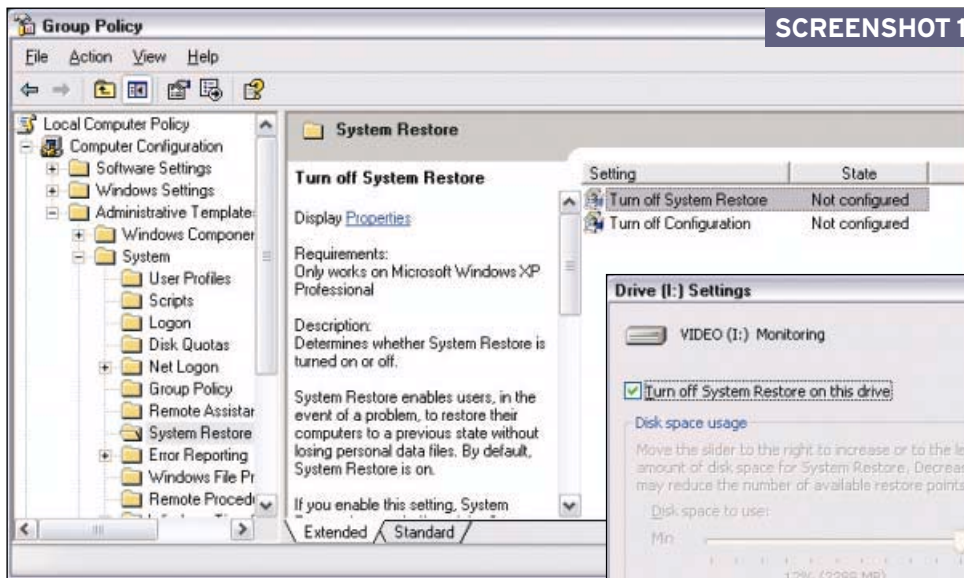 Group Policy
SCREENSHOT 1
File Action View Help
Local Computer Policy
Computer Configuration
Software Settings
Windows Settings
Administrative Template
Windows Componer
System
User Profiles
Scripts
Logon
Disk Quotas
Net Logon
Group Policy
Remote Assistar
System Restore
Error Reporting
Windows File Pr
Remote Procedu
System Restore
Turn off System Restore
Display Properties
Requirements:
Only works on Microsoft Windows XP
Professional
Description:
Determines whether System Restore is
turned on or off.
System Restore enables users, in the
event of a problem, to restore their
computers to a previous state without
losing personal data files. By default,
System Restore is on.
If you enable this setting, System
Extended Standard
Setting State
Turn off System Restore Not configured
Turn off Configuration Not configured
Drive (I:) Settings
VIDEO (I:) Monitoring
Turn off System Restore on this drive
Disk space usage
Move the slider to the right to increase or to the le
amount of disk space for System Restore. Decreas
may reduce the number of available restore points
Disk space to use:
Min
12% (2296 MB)